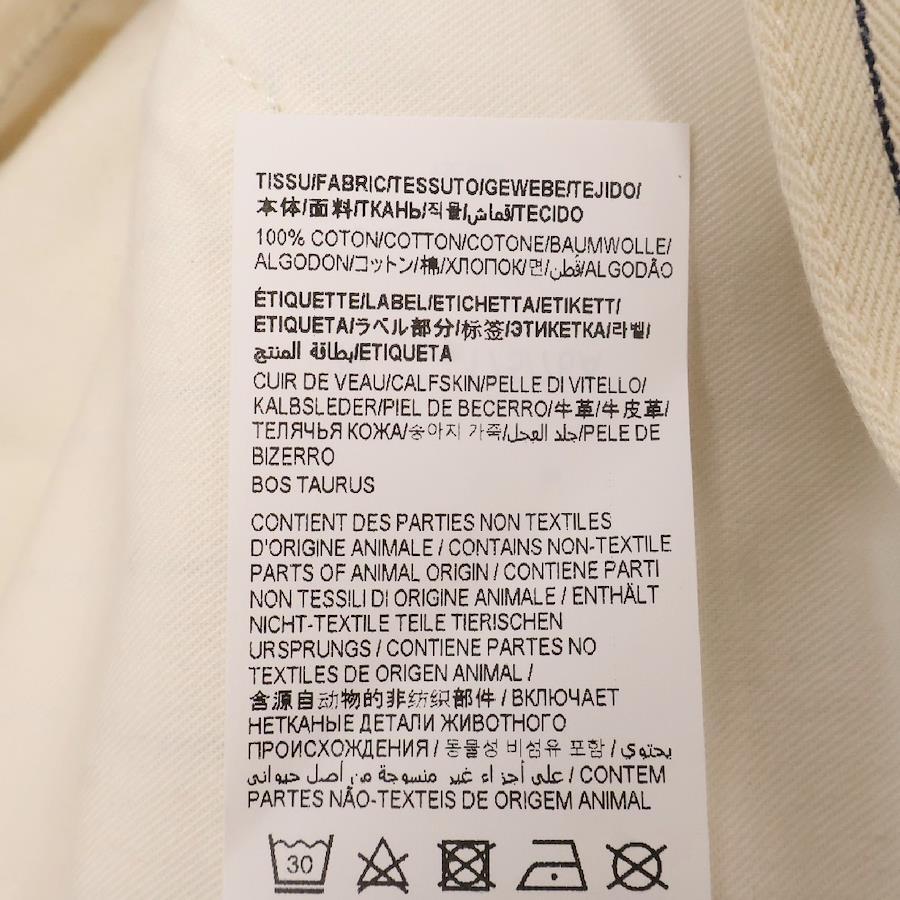 TISSU/FABRIC/TESSUTO/GEWEBE/TEJIDO/
本体/面料/ТКАНЬ/직물/قماش/TECIDO
100% COTON/COTTON/COTONE/BAUMWOLLE/
ALGODON/コットン/棉/ХЛОПОК/면/قطن/ALGODÃO
ÉTIQUETTE/LABEL/ETICHETTA/ETIKETT/
ETIQUETA/ラベル部分/标签/ЭТИКЕТКА/라벨/
بطاقة المنتج/ETIQUETA
CUIR DE VEAU/CALFSKIN/PELLE DI VITELLO/
KALBSLEDER/PIEL DE BECERRO/牛革/牛皮革/
ТЕЛЯЧЬЯ КОЖА/송아지 가죽/جلد العجل/PELE DE
BIZERRO
BOS TAURUS
CONTIENT DES PARTIES NON TEXTILES
D'ORIGINE ANIMALE / CONTAINS NON-TEXTILE
PARTS OF ANIMAL ORIGIN / CONTIENE PARTI
NON TESSILI DI ORIGINE ANIMALE / ENTHÄLT
NICHT-TEXTILE TEILE TIERISCHEN
URSPRUNGS / CONTIENE PARTES NO
TEXTILES DE ORIGEN ANIMAL /
含源自动物的非纺织部件 / ВКЛЮЧАЕТ
НЕТКАНЫЕ ДЕТАЛИ ЖИВОТНОГО
ПРОИСХОЖДЕНИЯ / 동물성 비섬유 포함 / يحتوي
على أجزاء غير منسوجة من أصل حيواني / CONTEM
PARTES NÃO-TEXTEIS DE ORIGEM ANIMAL
30